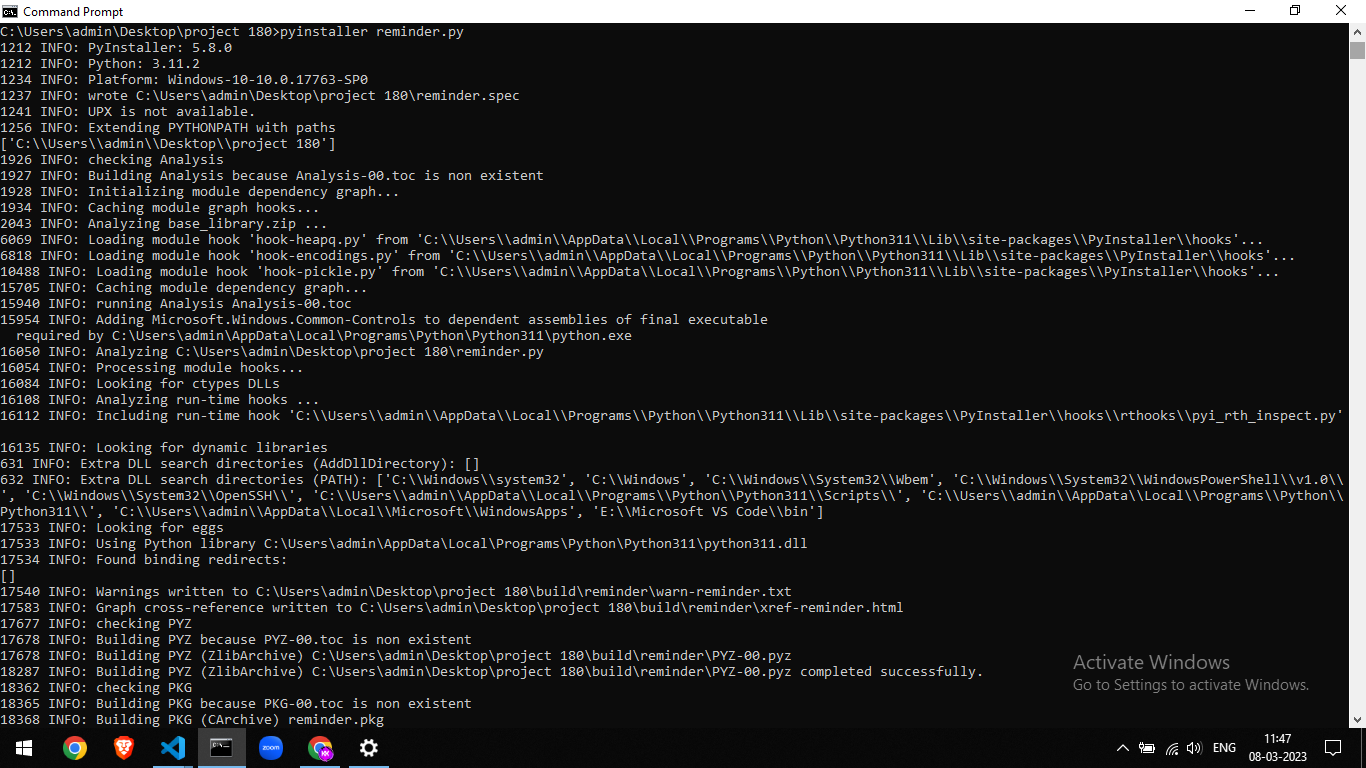 Command Prompt
C:\Users\admin\Desktop\project 180>pyinstaller reminder.py
1212 INFO: PyInstaller: 5.8.0
1212 INFO: Python: 3.11.2
1234 INFO: Platform: Windows-10-10.0.17763-SP0
1237 INFO: wrote C:\Users\admin\Desktop\project 180\reminder.spec
1241 INFO: UPX is not available.
1256 INFO: Extending PYTHONPATH with paths
['C:\\Users\\admin\\Desktop\\project 180']
1926 INFO: checking Analysis
1927 INFO: Building Analysis because Analysis-00.toc is non existent
1928 INFO: Initializing module dependency graph...
1934 INFO: Caching module graph hooks...
2043 INFO: Analyzing base_library.zip ...
6069 INFO: Loading module hook 'hook-heapq.py' from 'C:\\Users\\admin\\AppData\\Local\\Programs\\Python\\Python311\\Lib\\site-packages\\PyInstaller\\hooks'...
6818 INFO: Loading module hook 'hook-encodings.py' from 'C:\\Users\\admin\\AppData\\Local\\Programs\\Python\\Python311\\Lib\\site-packages\\PyInstaller\\hooks'...
10488 INFO: Loading module hook 'hook-pickle.py' from 'C:\\Users\\admin\\AppData\\Local\\Programs\\Python\\Python311\\Lib\\site-packages\\PyInstaller\\hooks'...
15705 INFO: Caching module dependency graph...
15940 INFO: running Analysis Analysis-00.toc
15954 INFO: Adding Microsoft.Windows.Common-Controls to dependent assemblies of final executable
  required by C:\Users\admin\AppData\Local\Programs\Python\Python311\python.exe
16050 INFO: Analyzing C:\Users\admin\Desktop\project 180\reminder.py
16054 INFO: Processing module hooks...
16084 INFO: Looking for ctypes DLLs
16108 INFO: Analyzing run-time hooks ...
16112 INFO: Including run-time hook 'C:\\Users\\admin\\AppData\\Local\\Programs\\Python\\Python311\\Lib\\site-packages\\PyInstaller\\hooks\\rthooks\\pyi_rth_inspect.py'
16135 INFO: Looking for dynamic libraries
631 INFO: Extra DLL search directories (AddDllDirectory): []
632 INFO: Extra DLL search directories (PATH): ['C:\\Windows\\system32', 'C:\\Windows', 'C:\\Windows\\System32\\Wbem', 'C:\\Windows\\System32\\WindowsPowerShell\\v1.0\\
', 'C:\\Windows\\System32\\OpenSSH\\', 'C:\\Users\\admin\\AppData\\Local\\Programs\\Python\\Python311\\Scripts\\', 'C:\\Users\\admin\\AppData\\Local\\Programs\\Python\\
Python311\\', 'C:\\Users\\admin\\AppData\\Local\\Microsoft\\WindowsApps', 'E:\\Microsoft VS Code\\bin']
17533 INFO: Looking for eggs
17533 INFO: Using Python library C:\Users\admin\AppData\Local\Programs\Python\Python311\python311.dll
17534 INFO: Found binding redirects:
[]
17540 INFO: Warnings written to C:\Users\admin\Desktop\project 180\build\reminder\warn-reminder.txt
17583 INFO: Graph cross-reference written to C:\Users\admin\Desktop\project 180\build\reminder\xref-reminder.html
17677 INFO: checking PYZ
17678 INFO: Building PYZ because PYZ-00.toc is non existent
17678 INFO: Building PYZ (ZlibArchive) C:\Users\admin\Desktop\project 180\build\reminder\PYZ-00.pyz
18287 INFO: Building PYZ (ZlibArchive) C:\Users\admin\Desktop\project 180\build\reminder\PYZ-00.pyz completed successfully.
18362 INFO: checking PKG
18365 INFO: Building PKG because PKG-00.toc is non existent
18368 INFO: Building PKG (CArchive) reminder.pkg
Activate Windows
Go to Settings to activate Windows.
zoom
KK
ENG
11:47
08-03-2023